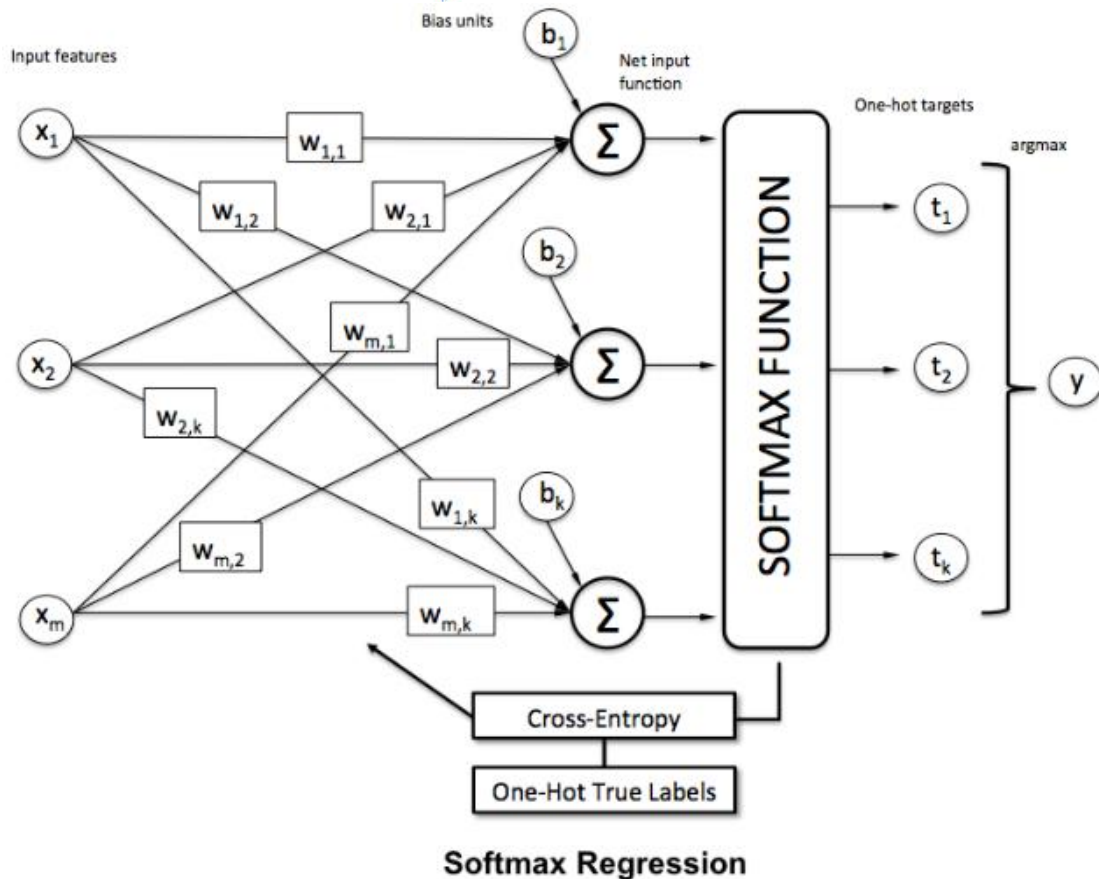 Bias units
b1
Input features
Net input
function
One-hot targets
argmax
x1
w1,1
Σ
w1,2
w2,1
t1
b2
wm,1
x2
w2,2
Σ
t2
y
w2,k
SOFTMAX FUNCTION
w1,k
bk
wm,2
tk
xm
wm,k
Σ
Cross-Entropy
One-Hot True Labels
Softmax Regression